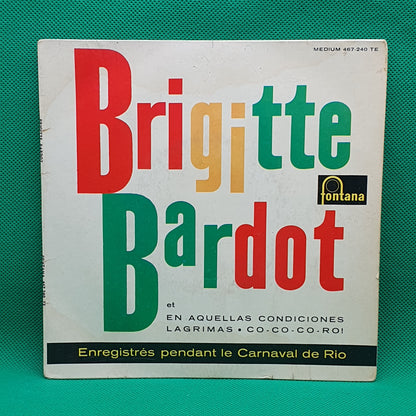 MEDIUM 467-240 TE
Brigitte
fontana
Bardot
et
EN AQUELLAS CONDICIONES
LAGRIMAS • CO-CO-CO-RO!
Enregistrés pendant le Carnaval de Rio